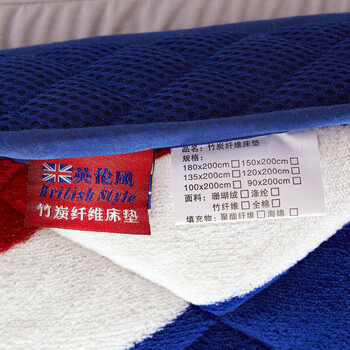 英伦风
British Style
竹炭纤维床垫
品名：竹炭纤维床垫
规格：
180x200cm□ 150x200cm□
135x200cm□ 120x200cm□
100x200cm□ 90x200cm□
面料：珊瑚绒□ 涤纶□
竹纤维□ 全棉□
填充物：聚酯纤维□ 海绵□